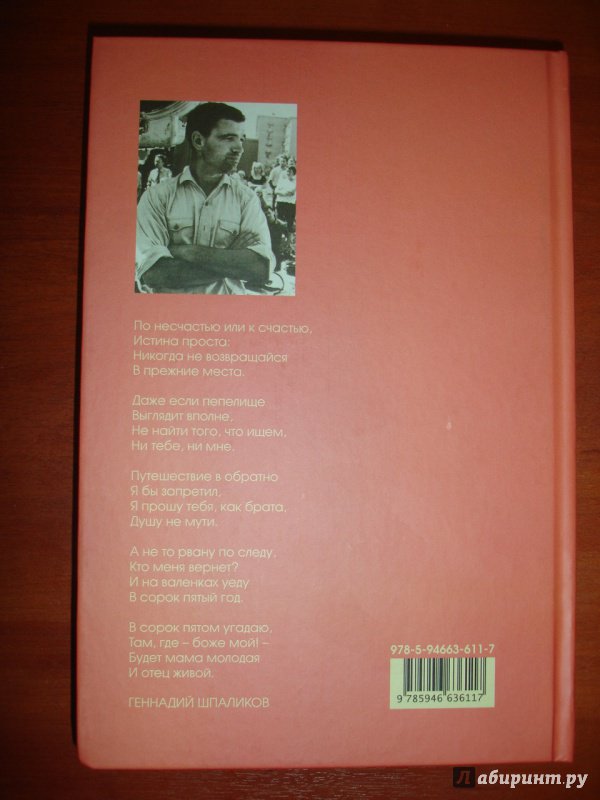 По несчастью или к счастью,
Истина проста:
Никогда не возвращайся
В прежние места.
Даже если пепелище
Выглядит вполне,
Не найти того, что ищем,
Ни тебе, ни мне.
Путешествие в обратно
Я бы зопретил,
Я прошу тебя, как брата,
Душу не мути.
А не то рвану по следу,
Кто меня вернет?
И на валенках уеду
В сорок пятый год.
В сорок пятом угадаю,
Там, где – боже мой! –
Будет мама молодая
И отец живой.
ГЕННАДИЙ ШПАЛИКОВ
978-5-94663-611-7
9 785946 636117
Лабиринт.ру